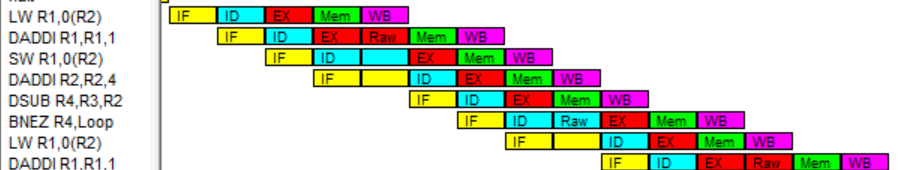 LW R1,0(R2) IF ID EX Mem WB
DADDI R1,R1,1 IF ID EX Raw Mem WB
SW R1,0(R2) IF ID EX Mem WB
DADDI R2,R2,4 IF ID EX Mem WB
DSUB R4,R3,R2 IF ID EX Mem WB
BNEZ R4,Loop IF ID Raw EX Mem WB
LW R1,0(R2) IF ID EX Mem WB
DADDI R1,R1,1 IF ID EX Raw Mem WB